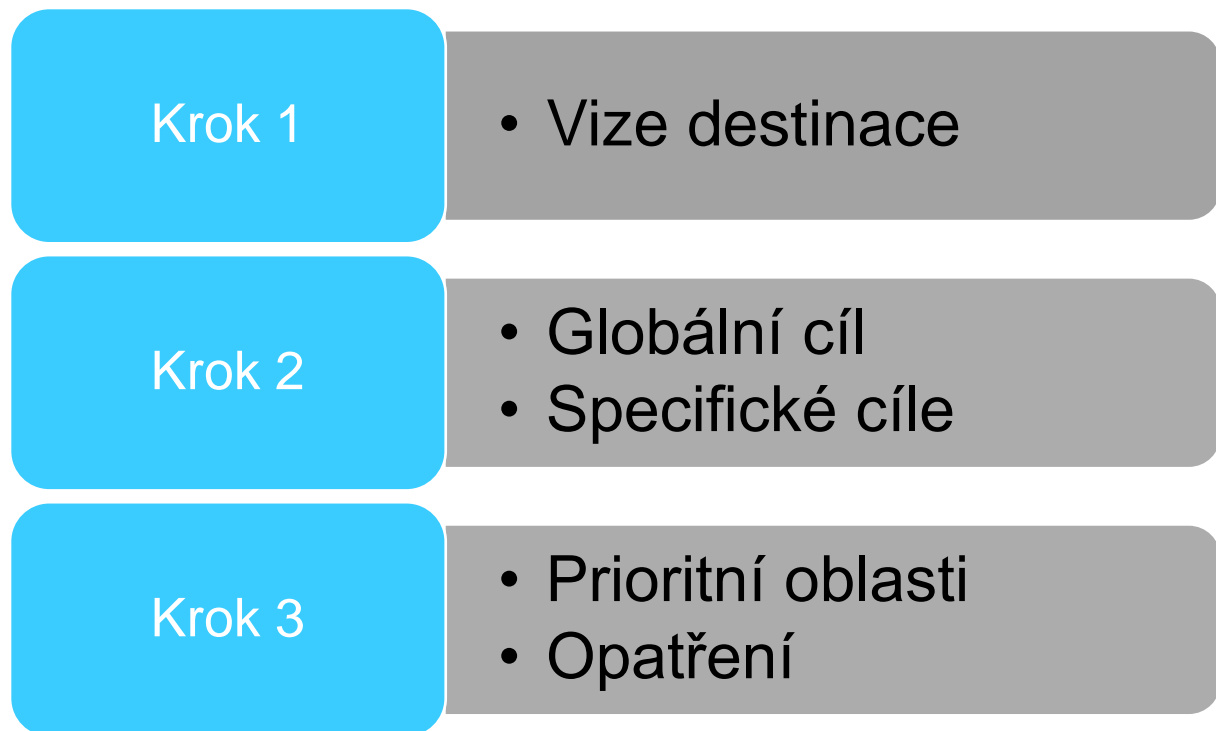 Krok 1
• Vize destinace
Krok 2
• Globální cíl
• Specifické cíle
Krok 3
• Prioritní oblasti
• Opatření